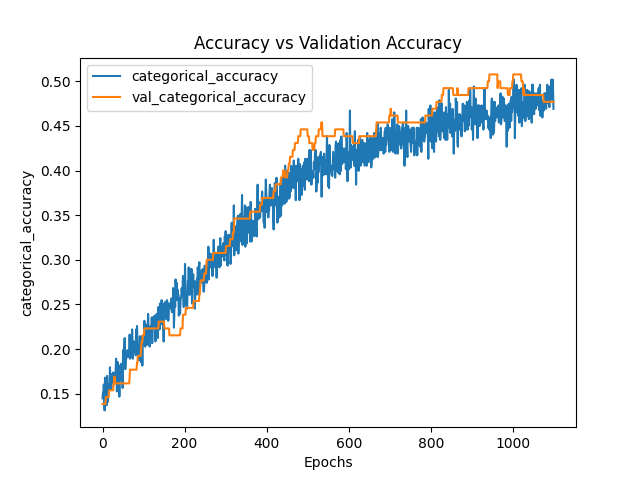 Accuracy vs Validation Accuracy
categorical_accuracy
val_categorical_accuracy
categorical_accuracy
0.50
0.45
0.40
0.35
0.30
0.25
0.20
0.15
0 200 400 600 800 1000
Epochs